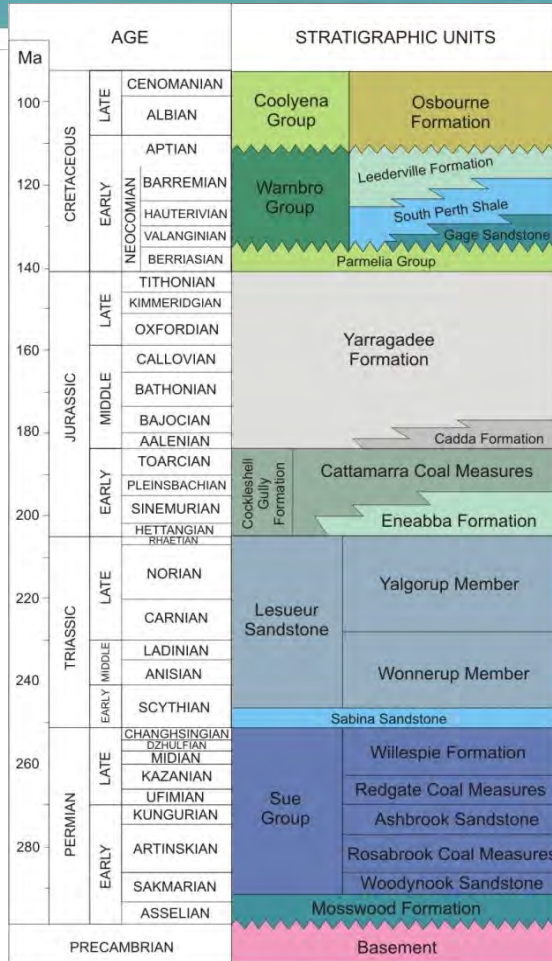 AGE
STRATIGRAPHIC UNITS
Ma
100
120
140
160
180
200
220
240
260
280
CRETACEOUS
LATE
CENOMANIAN
ALBIAN
EARLY
APTIAN
NEOCOMIAN
BARREMIAN
HAUTERIVIAN
VALANGINIAN
BERRIASIAN
JURASSIC
LATE
TITHONIAN
KIMMERIDGIAN
OXFORDIAN
MIDDLE
CALLOVIAN
BATHONIAN
BAJOCIAN
AALENIAN
EARLY
TOARCIAN
PLEINSBACHIAN
SINEMURIAN
HETTANGIAN
TRIASSIC
LATE
RHAETIAN
NORIAN
CARNIAN
MIDDLE
LADINIAN
ANISIAN
EARLY
SCYTHIAN
PERMIAN
LATE
CHANGHSINGIAN
DZHULFIAN
MIDIAN
KAZANIAN
UFIMIAN
EARLY
KUNGURIAN
ARTINSKIAN
SAKMARIAN
ASSELIAN
PRECAMBRIAN
Coolyena
Group
Osbourne
Formation
Warnbro
Group
Leederville Formation
South Perth Shale
Gage Sandstone
Parmelia Group
Yarragadee
Formation
Cadda Formation
Cockleshell
Gully
Formation
Cattamarra Coal Measures
Eneabba Formation
Lesueur
Sandstone
Yalgorup Member
Wonnerup Member
Sabina Sandstone
Sue
Group
Willespie Formation
Redgate Coal Measures
Ashbrook Sandstone
Rosabrook Coal Measures
Woodynook Sandstone
Mosswood Formation
Basement